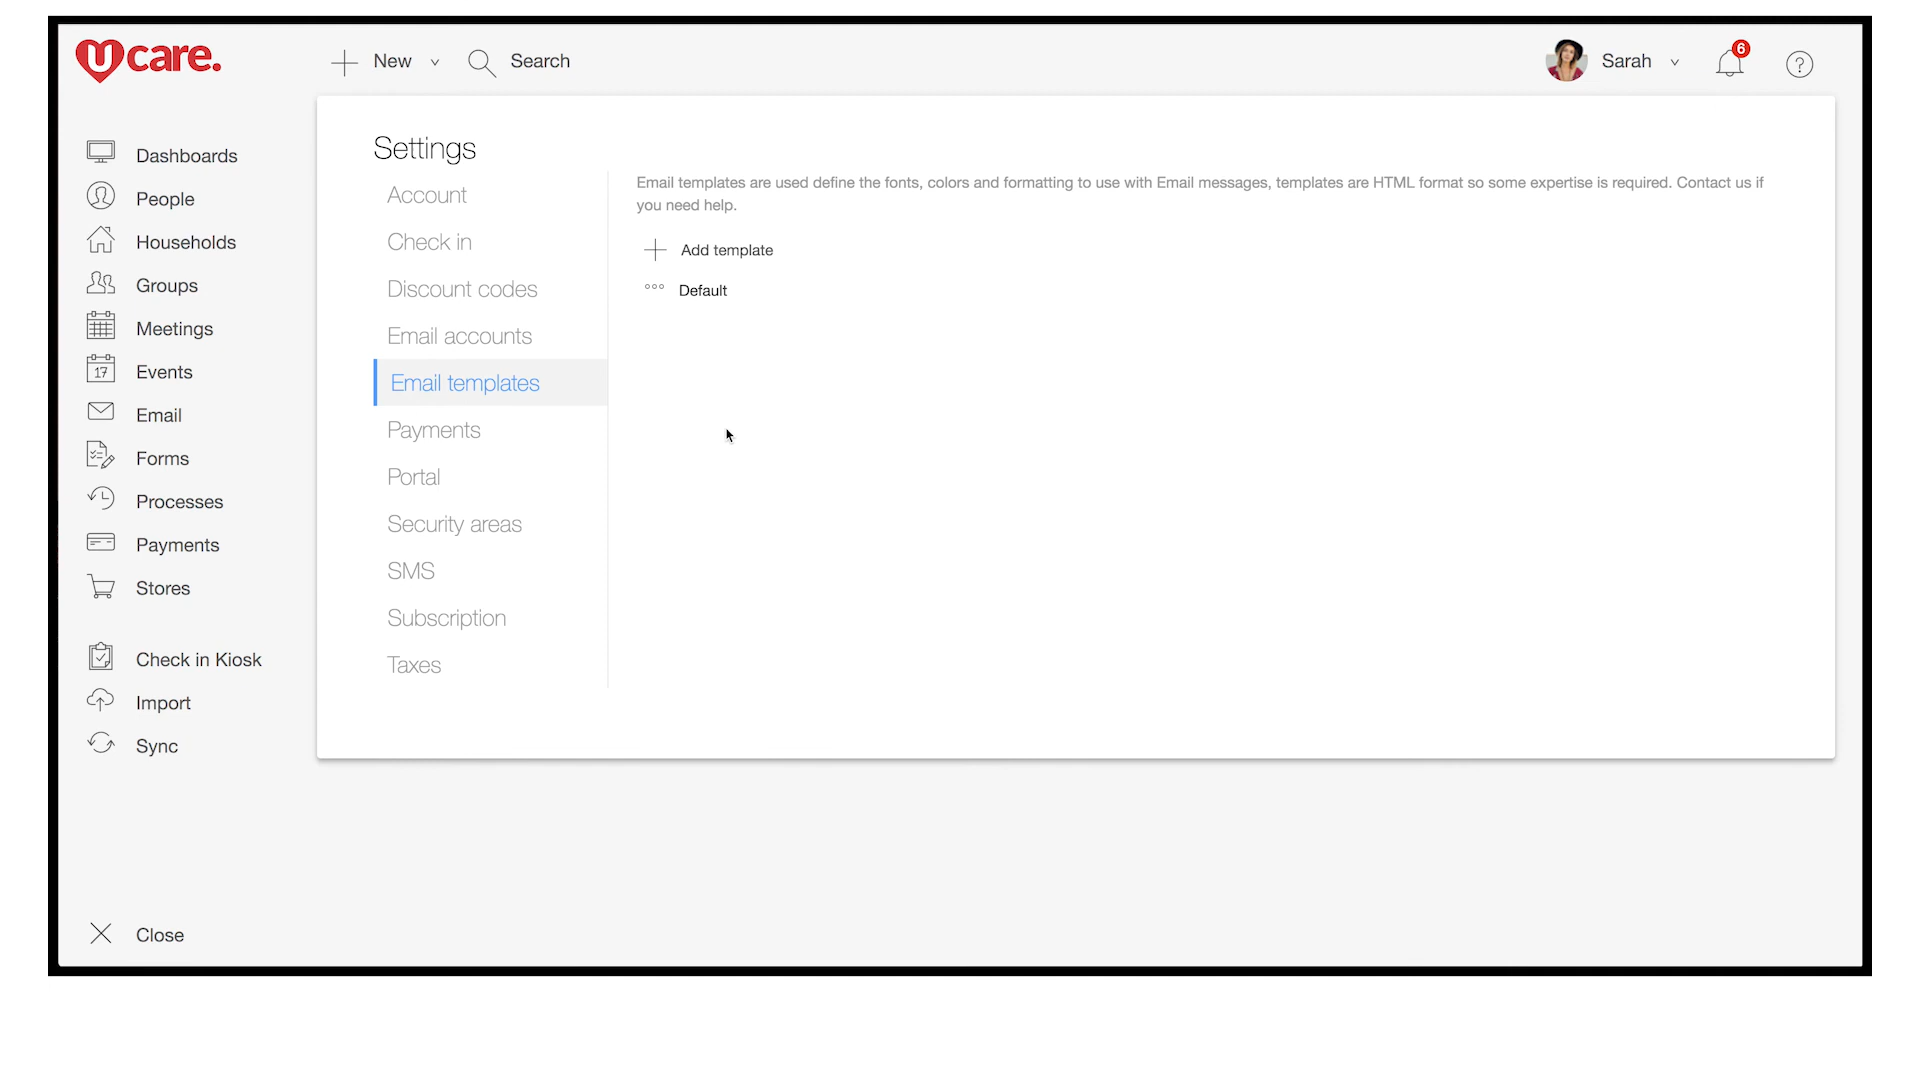 Ucare.
New
Search
Sarah
6
?
Dashboards
People
Households
Groups
Meetings
17
Events
Email
Forms
Processes
Payments
Stores
Check in Kiosk
Import
Sync
Close
Settings
Account
Check in
Discount codes
Email accounts
Email templates
Payments
Portal
Security areas
SMS
Subscription
Taxes
Email templates are used define the fonts, colors and formatting to use with Email messages, templates are HTML format so some expertise is required. Contact us if
you need help.
Add template
Default